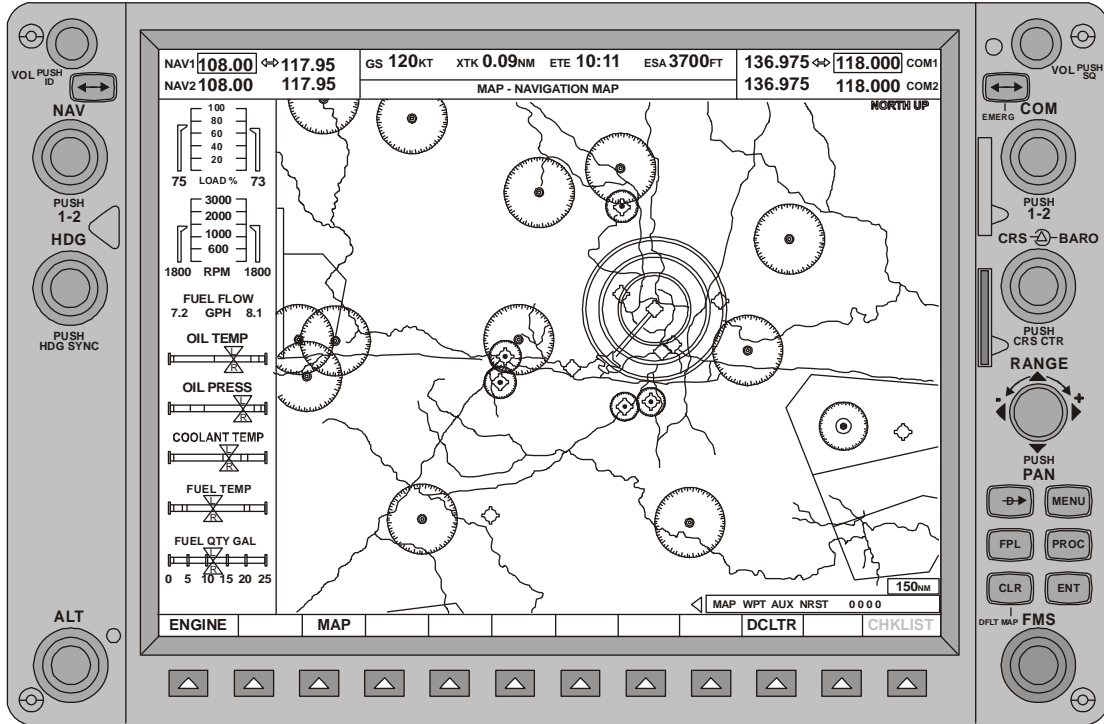 VOL PUSH ID
NAV
PUSH
1-2
HDG
PUSH
HDG SYNC
ALT
NAV1 108.00 ⇔ 117.95
NAV2 108.00 117.95
GS 120KT XTK 0.09NM ETE 10:11 ESA 3700FT
MAP - NAVIGATION MAP
136.975 ⇔ 118.000 COM1
136.975 118.000 COM2
NORTH UP
100
80
60
40
20
75 LOAD % 73
3000
2000
1000
600
1800 RPM 1800
FUEL FLOW
7.2 GPH 8.1
OIL TEMP
L
R
OIL PRESS
L
R
COOLANT TEMP
L
R
FUEL TEMP
L
R
FUEL QTY GAL
L
R
0 5 10 15 20 25
150NM
MAP WPT AUX NRST 0 0 0 0
ENGINE MAP DCLTR CHKLIST
VOL PUSH SQ
EMERG
COM
PUSH
1-2
CRS BARO
PUSH
CRS CTR
RANGE
- +
PUSH
PAN
D MENU
FPL PROC
CLR ENT
DFLT MAP FMS